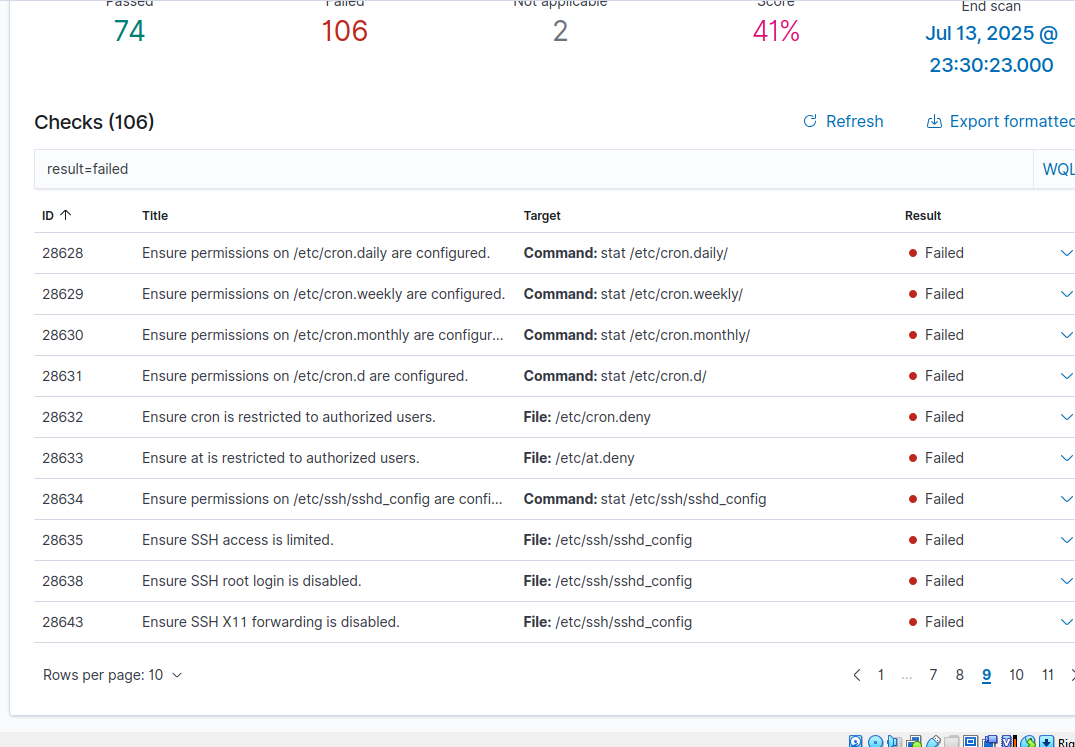 Passed Failed Not applicable Score End scan
74 106 2 41% Jul 13, 2025 @
23:30:23.000
Checks (106) Refresh Export formatted
result=failed WQL
ID Title Target Result
28628 Ensure permissions on /etc/cron.daily are configured. Command: stat /etc/cron.daily/ Failed
28629 Ensure permissions on /etc/cron.weekly are configured. Command: stat /etc/cron.weekly/ Failed
28630 Ensure permissions on /etc/cron.monthly are configur... Command: stat /etc/cron.monthly/ Failed
28631 Ensure permissions on /etc/cron.d are configured. Command: stat /etc/cron.d/ Failed
28632 Ensure cron is restricted to authorized users. File: /etc/cron.deny Failed
28633 Ensure at is restricted to authorized users. File: /etc/at.deny Failed
28634 Ensure permissions on /etc/ssh/sshd_config are confi... Command: stat /etc/ssh/sshd_config Failed
28635 Ensure SSH access is limited. File: /etc/ssh/sshd_config Failed
28638 Ensure SSH root login is disabled. File: /etc/ssh/sshd_config Failed
28643 Ensure SSH X11 forwarding is disabled. File: /etc/ssh/sshd_config Failed
Rows per page: 10 1 ... 7 8 9 10 11
Rig